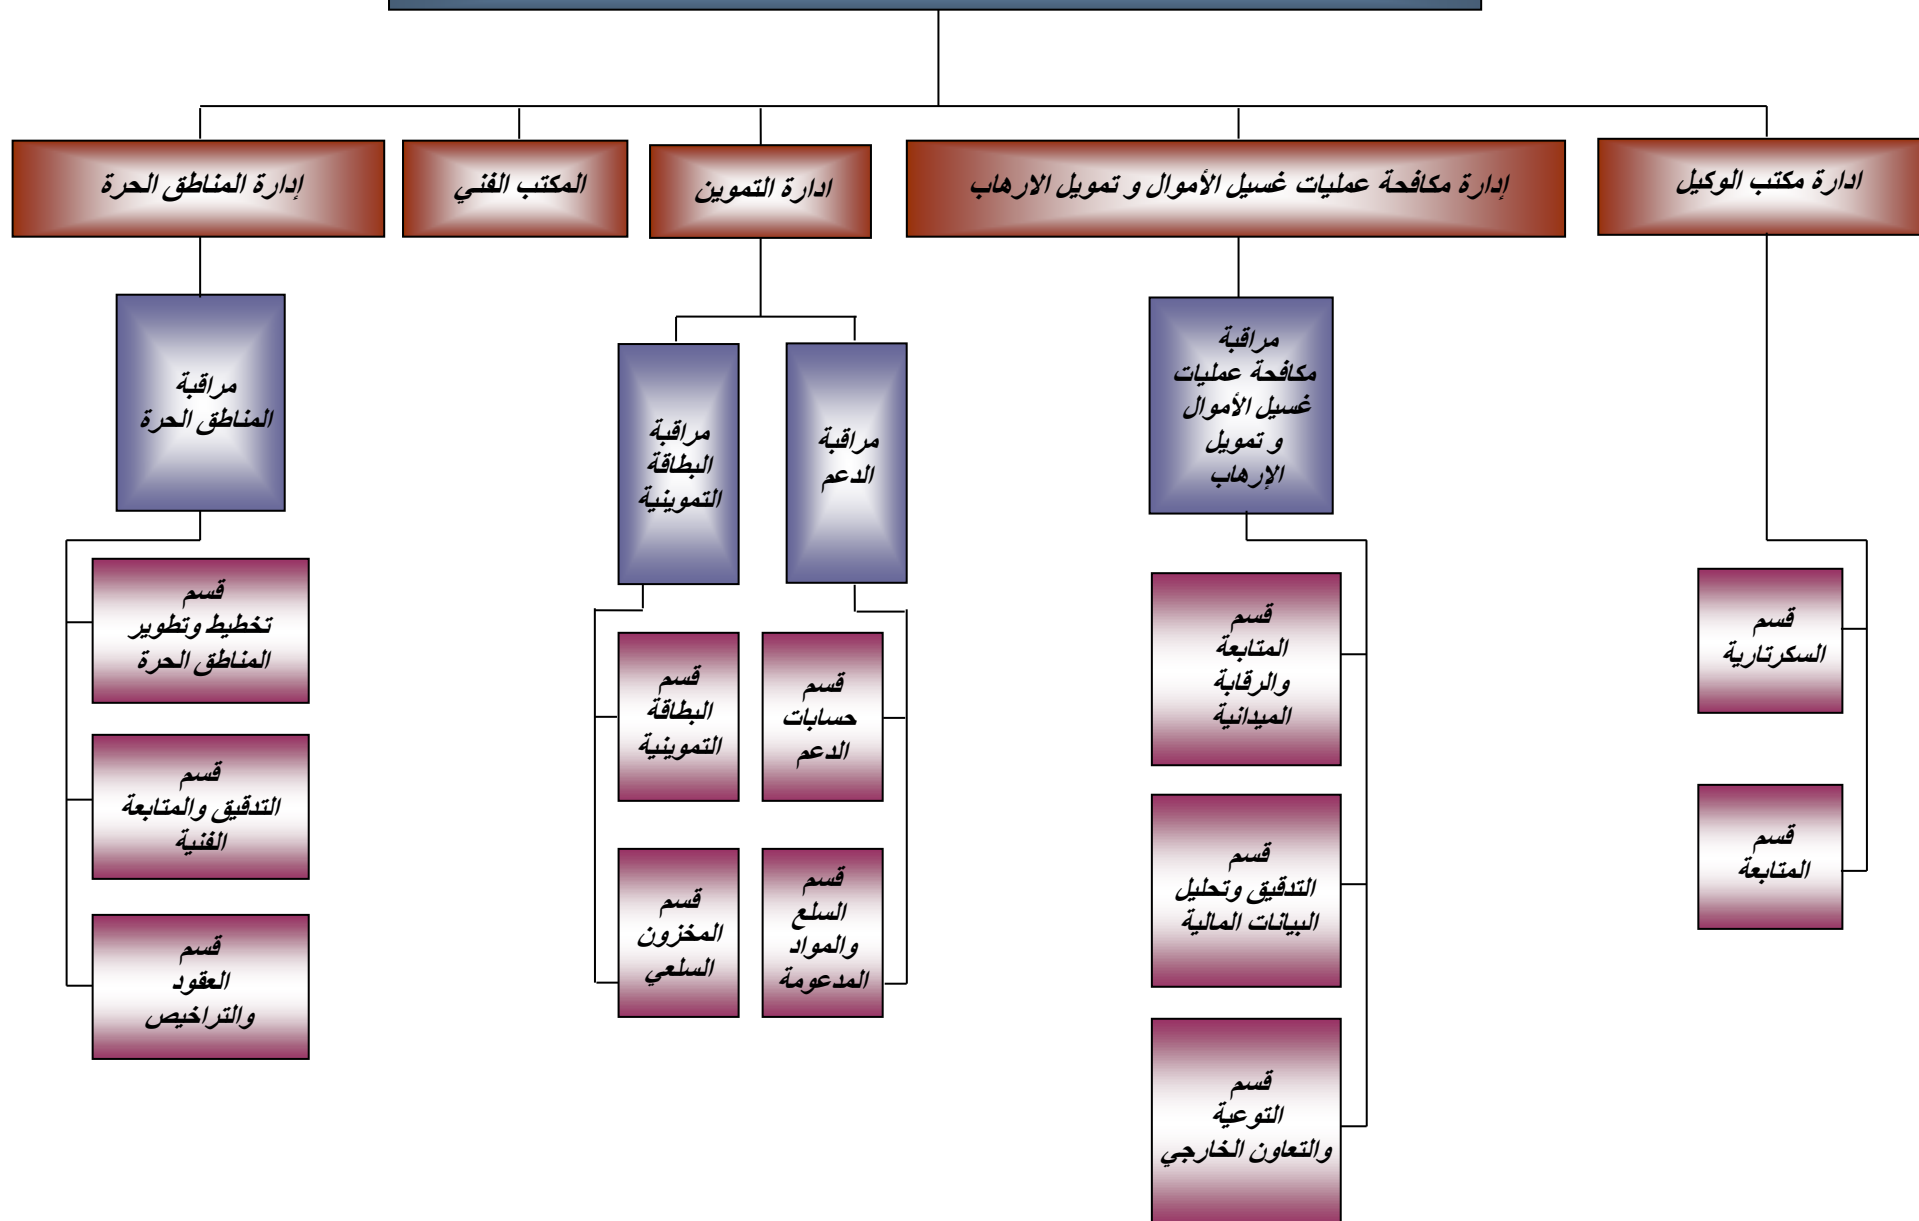 ادارة مكتب الوكيل
إدارة مكافحة عمليات غسيل الأموال و تمويل الارهاب
ادارة التموين
المكتب الفني
إدارة المناطق الحرة
مراقبة
مكافحة عمليات
غسيل الأموال
و تمويل
الإرهاب
مراقبة
الدعم
مراقبة
البطاقة
التموينية
مراقبة
المناطق الحرة
قسم
السكرتارية
قسم
المتابعة
قسم
المتابعة
والرقابة
الميدانية
قسم
التدقيق وتحليل
البيانات المالية
قسم
التوعية
والتعاون الخارجي
قسم
حسابات
الدعم
قسم
السلع
والمواد
المدعومة
قسم
البطاقة
التموينية
قسم
المخزون
السلعي
قسم
تخطيط وتطوير
المناطق الحرة
قسم
التدقيق والمتابعة
الفنية
قسم
العقود
والتراخيص